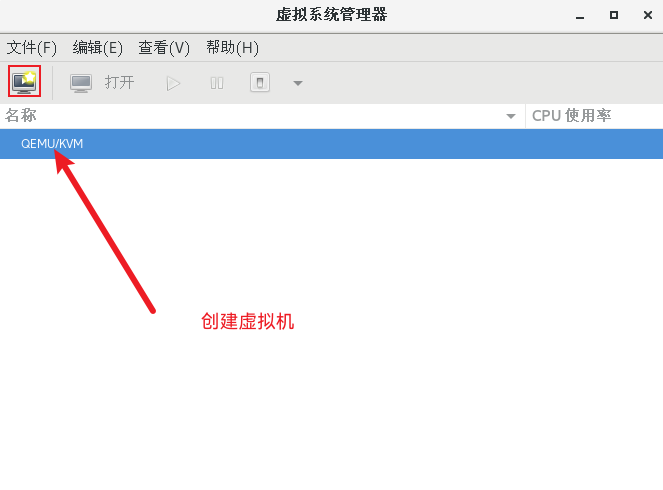 虚拟系统管理器
文件(F) 编辑(E) 查看(V) 帮助(H)
打开
名称 CPU 使用率
QEMU/KVM
创建虚拟机